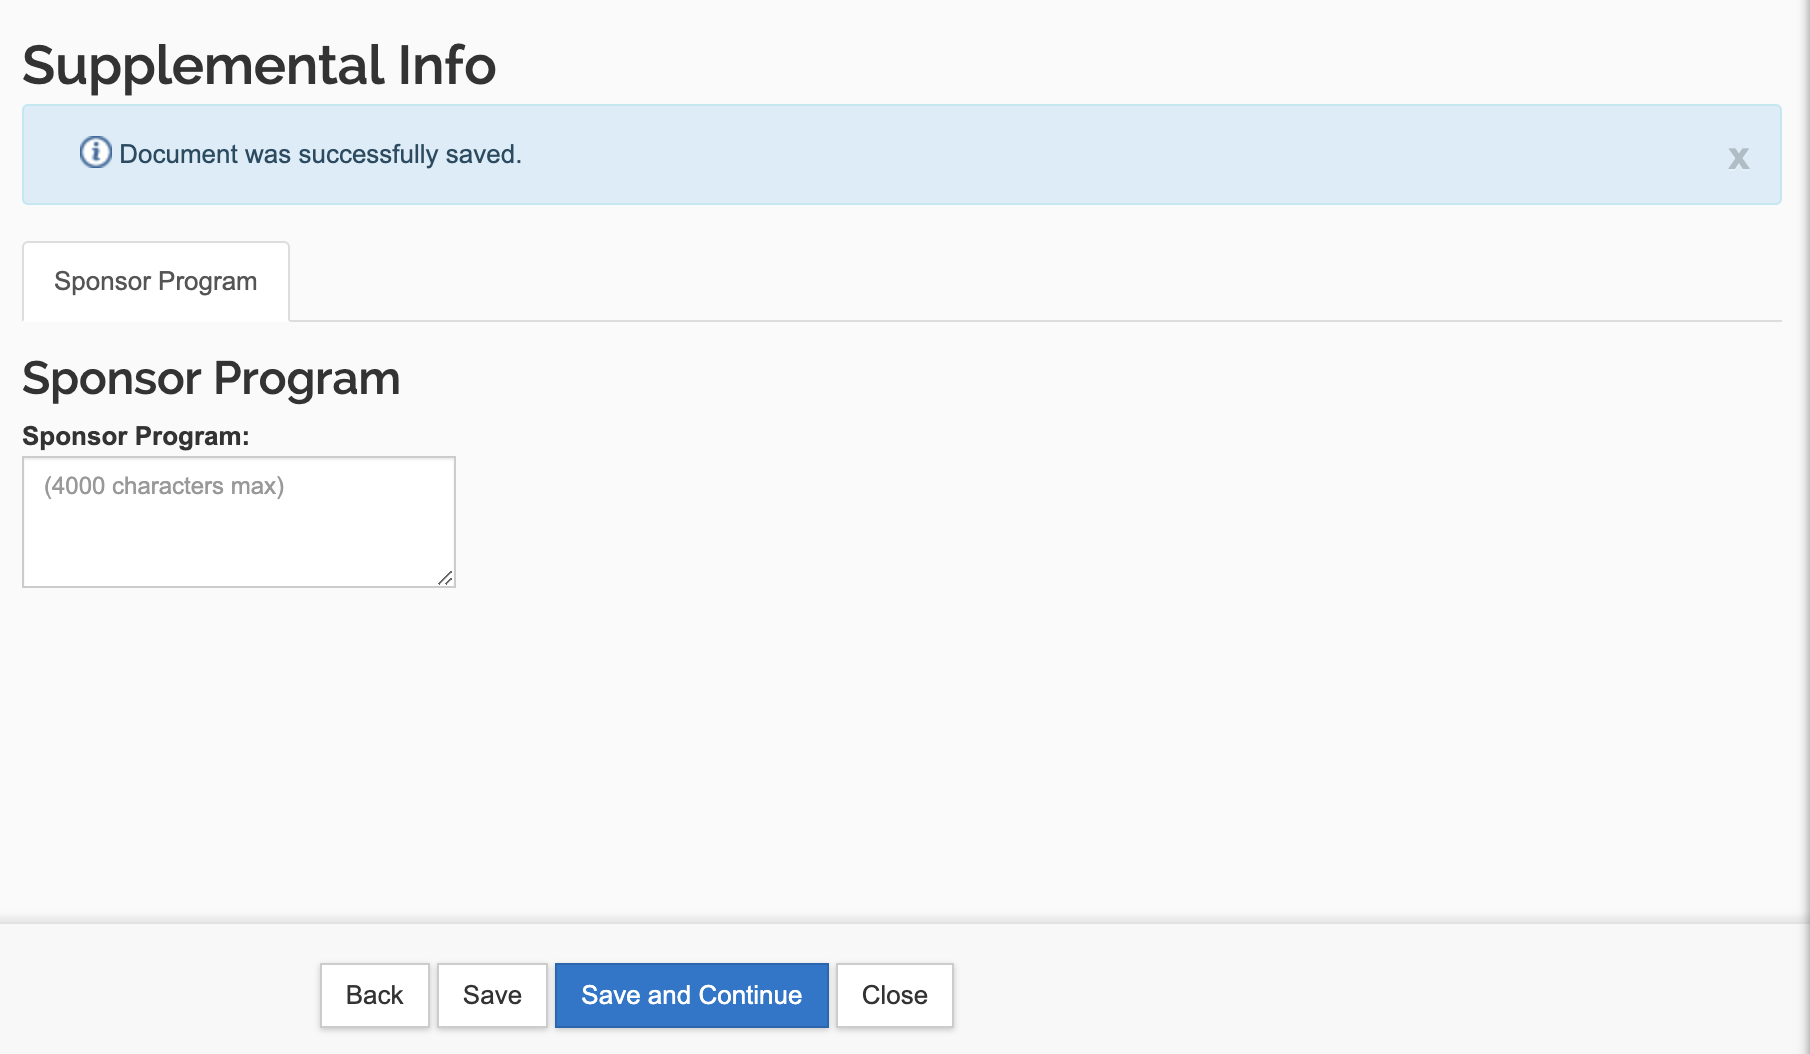 Supplemental Info
Document was successfully saved.
x
Sponsor Program
Sponsor Program
Sponsor Program:
(4000 characters max)
Back Save Save and Continue Close